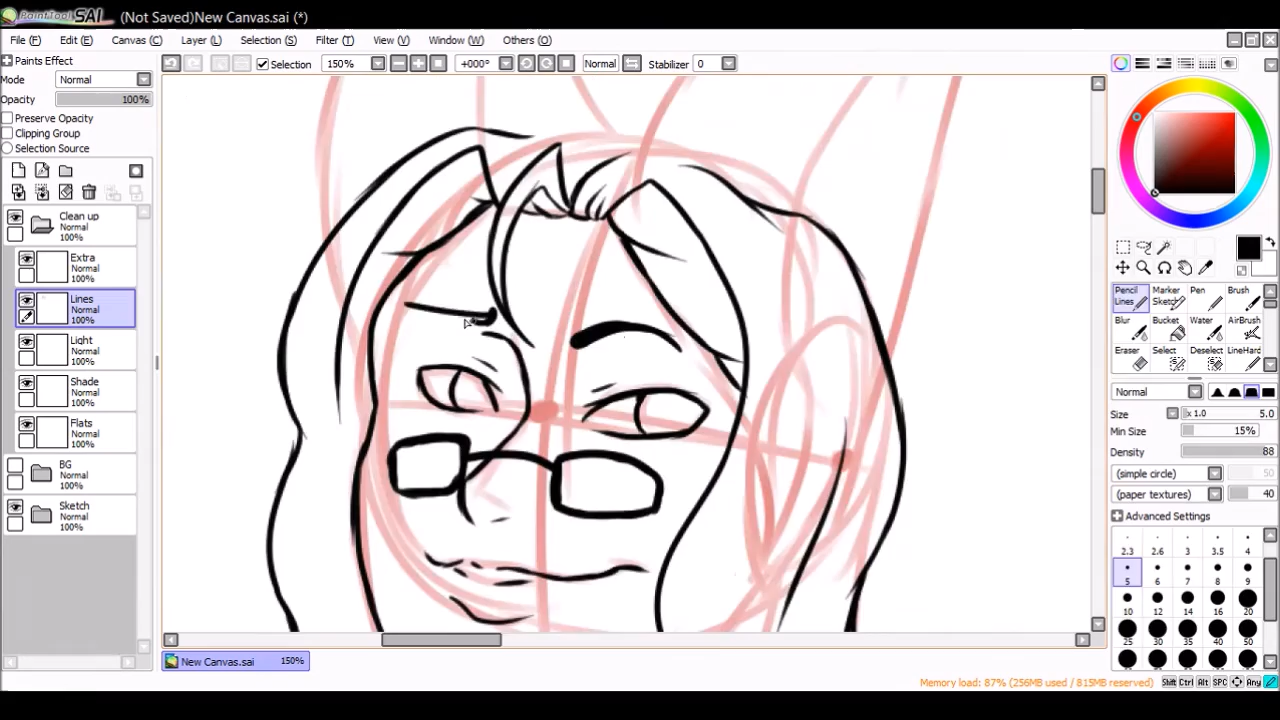 PaintTool SAI (Not Saved)New Canvas.sai (*)
File (F) Edit (E) Canvas (C) Layer (L) Selection (S) Filter (T) View (V) Window (W) Others (O)
Paints Effect
Selection 150% +000° Normal Stabilizer 0
Mode Normal
Opacity 100%
Preserve Opacity
Clipping Group
Selection Source
Clean up
Normal
100%
Extra
Normal
100%
Lines
Normal
100%
Light
Normal
100%
Shade
Normal
100%
Flats
Normal
100%
BG
Normal
100%
Sketch
Normal
100%
Pencil Lines
Marker Sketch
Pen
Brush
Blur
Bucket
Water
AirBrush
Eraser
Select
Deselect
LineHard
Normal
Size x 1.0 5.0
Min Size 15%
Density 88
(simple circle) 50
(paper textures) 40
Advanced Settings
2.3 2.6 3 3.5 4
5 6 7 8 9
10 12 14 16 20
25 30 35 40 50
New Canvas.sai 150%
Memory load: 87% (256MB used / 815MB reserved) Shift Ctrl Alt SPC Any